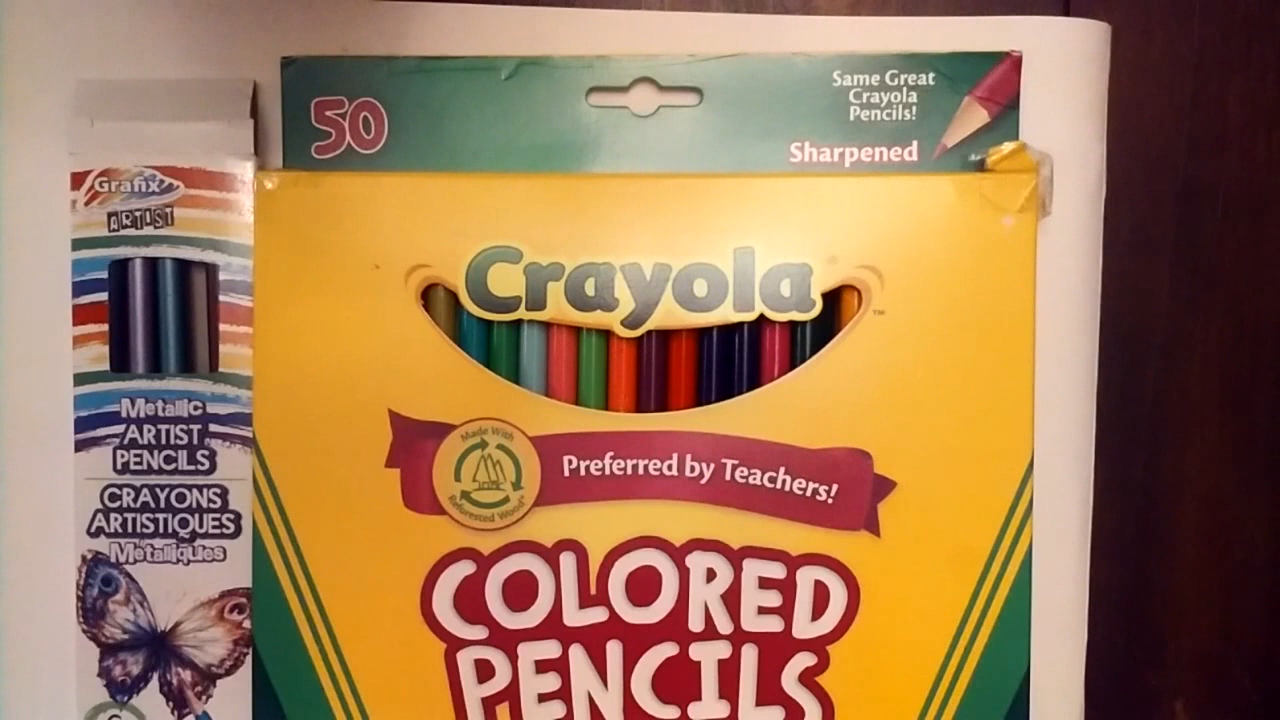 Grafix
ARTIST
Metallic
ARTIST
PENCILS
CRAYONS
ARTISTIQUES
Métalliques
50
Same Great
Crayola
Pencils!
Sharpened
Crayola
™
Made With
Reforested Wood
Preferred by Teachers!
COLORED
PENCILS